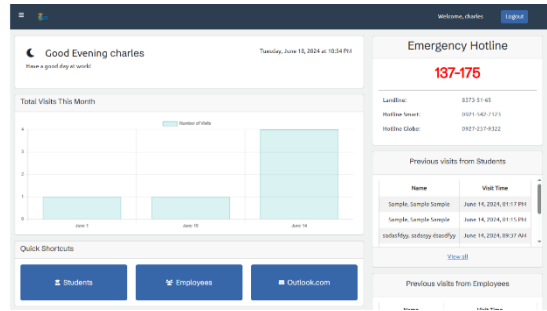 Welcome, charles
Logout
Good Evening charles
Tuesday, June 18, 2024 at 10:54 PM
Have a good day at work!
Total Visits This Month
Number of Visits
4
3
2
1
0
June 1
June 10
June 14
Quick Shortcuts
Students
Employees
Outlook.com
Emergency Hotline
137-175
Landline:
8373-51-65
Hotline Smart:
Hotline Globe:
0927-257-9322
Previous visits from Students
Name Visit Time
Sample, Sample Sample June 14, 2024, 01:17 PM
Sample, Sample Sample June 14, 2024, 01:15 PM
June 14, 2024, 09:37 AM
View all
Previous visits from Employees
Name Visit Time